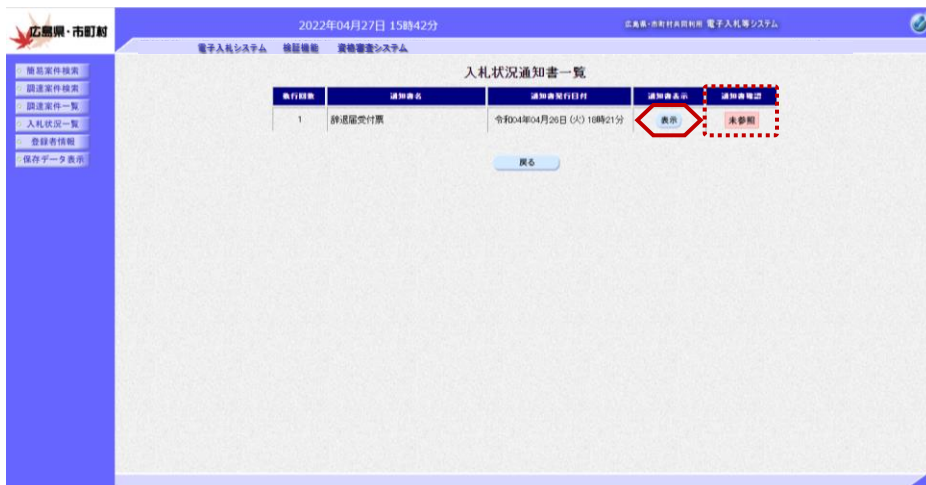 広島県・市町村
2022年04月27日 15時42分
広島県・市町村共同利用 電子入札等システム
電子入札システム 検証機能 資格審査システム
簡易案件検索
調達案件検索
調達案件一覧
入札状況一覧
登録者情報
保存データ表示
入札状況通知書一覧
執行回数 通知書名 通知書発行日付 通知書表示 通知書確認
1 辞退届受付票 令和04年04月26日 (火) 18時21分 表示 未参照
戻る